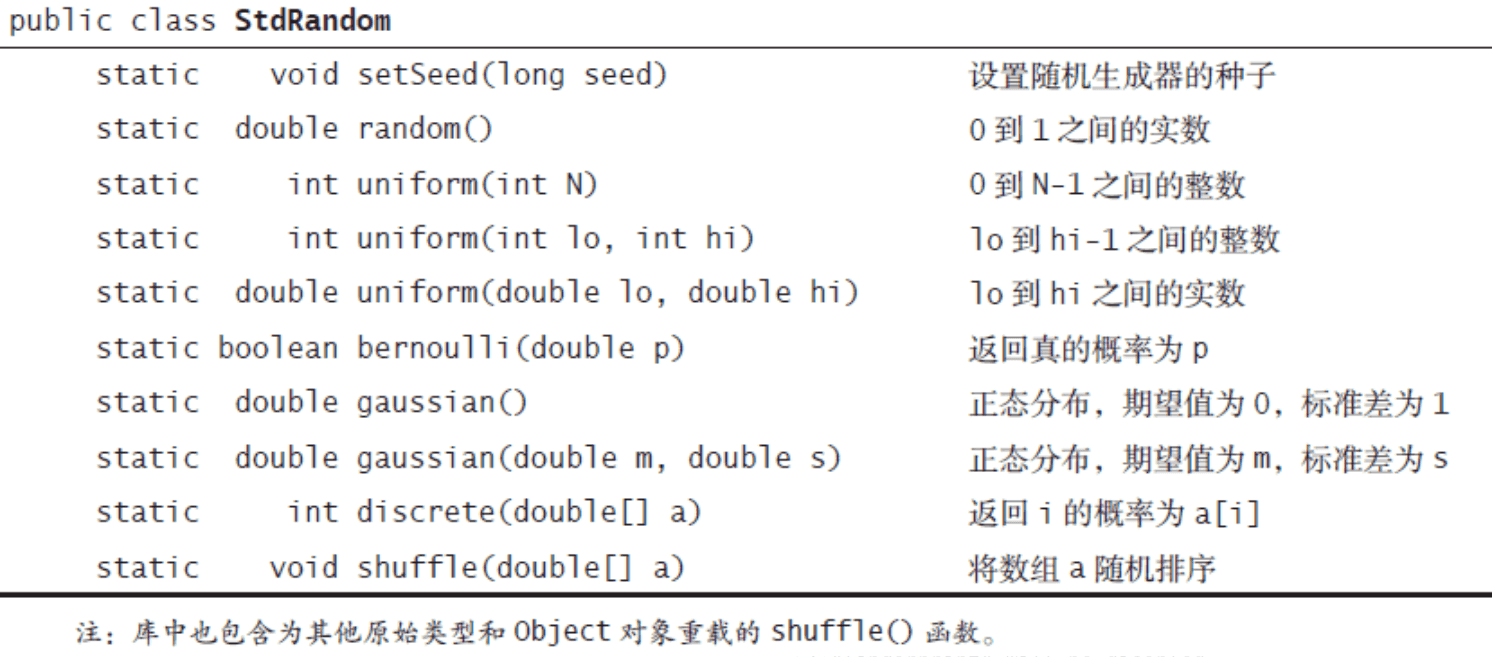 public class StdRandom
static void setSeed(long seed) 设置随机生成器的种子
static double random() 0 到 1 之间的实数
static int uniform(int N) 0 到 N-1 之间的整数
static int uniform(int lo, int hi) lo 到 hi-1 之间的整数
static double uniform(double lo, double hi) lo 到 hi 之间的实数
static boolean bernoulli(double p) 返回真的概率为 p
static double gaussian() 正态分布，期望值为 0，标准差为 1
static double gaussian(double m, double s) 正态分布，期望值为 m，标准差为 s
static int discrete(double[] a) 返回 i 的概率为 a[i]
static void shuffle(double[] a) 将数组 a 随机排序
注：库中也包含为其他原始类型和 Object 对象重载的 shuffle() 函数。